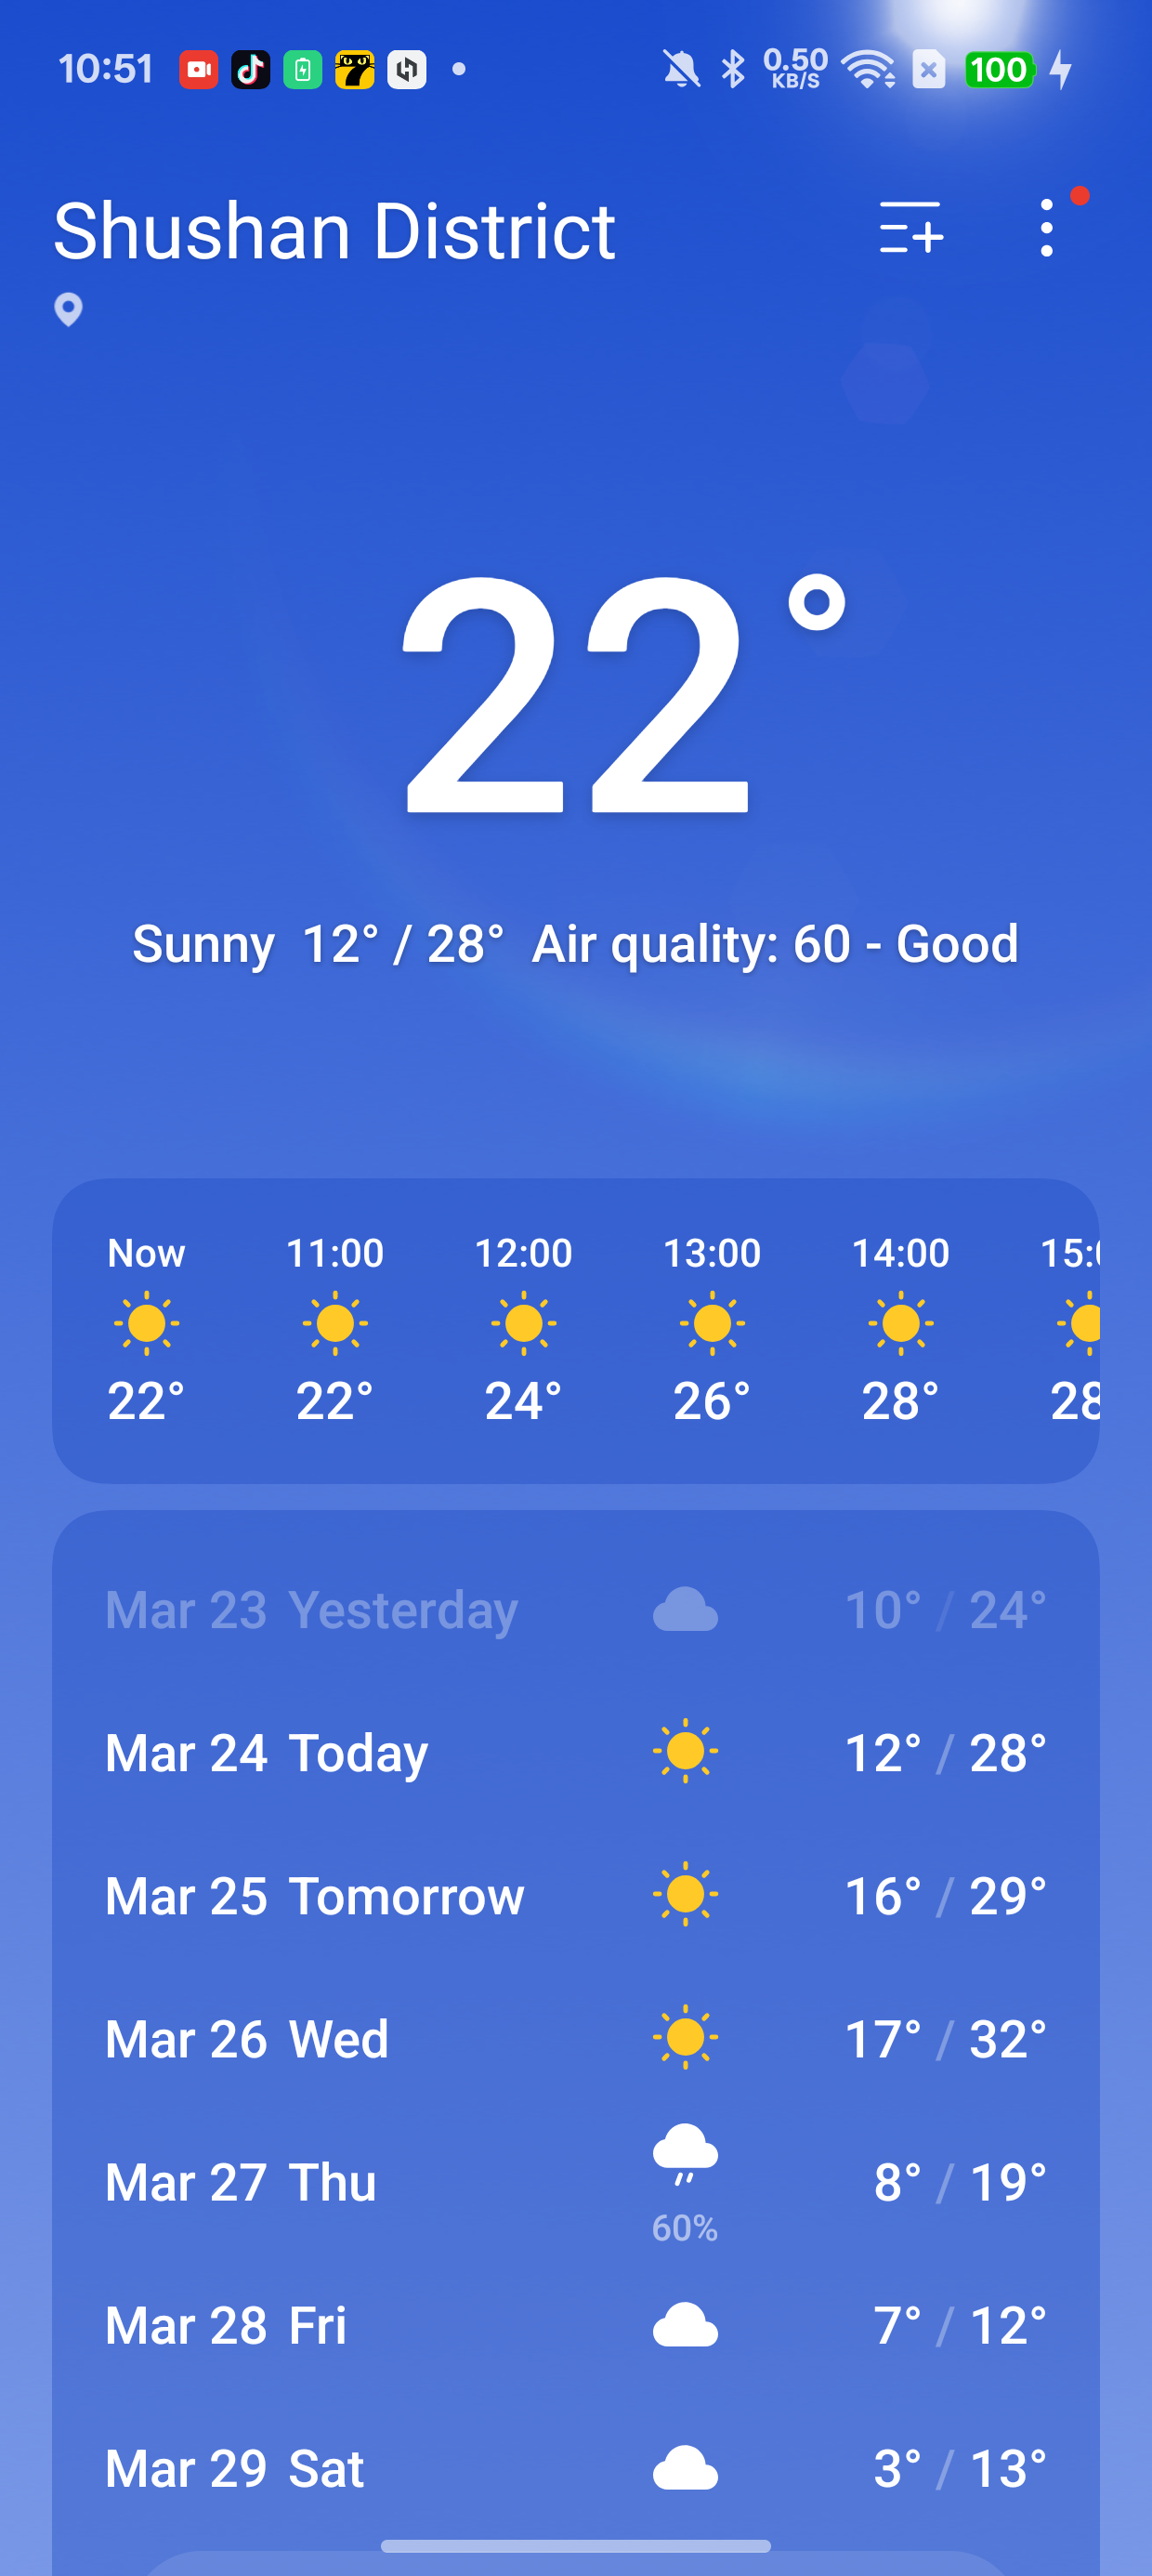 10:51 0.50 KB/S 100
Shushan District
22°
Sunny 12° / 28° Air quality: 60 - Good
Now 11:00 12:00 13:00 14:00
22° 22° 24° 26° 28° 28
Mar 23 Yesterday 10° / 24°
Mar 24 Today 12° / 28°
Mar 25 Tomorrow 16° / 29°
Mar 26 Wed 17° / 32°
Mar 27 Thu 8° / 19°
60%
Mar 28 Fri 7° / 12°
Mar 29 Sat 3° / 13°